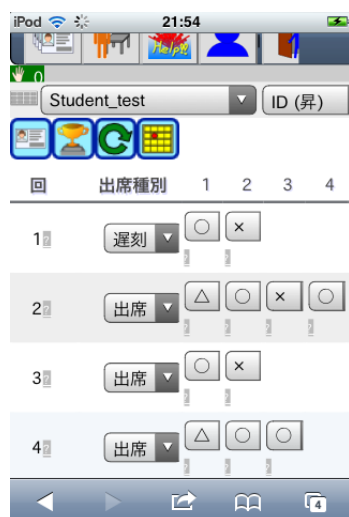 iPod 21:54
Help!!
0
Student_test ID (昇)
回 出席種別 1 2 3 4
1 遅刻 ○ ×
2 出席 △ ○ × ○
3 出席 ○ ×
4 出席 △ ○ ○
4